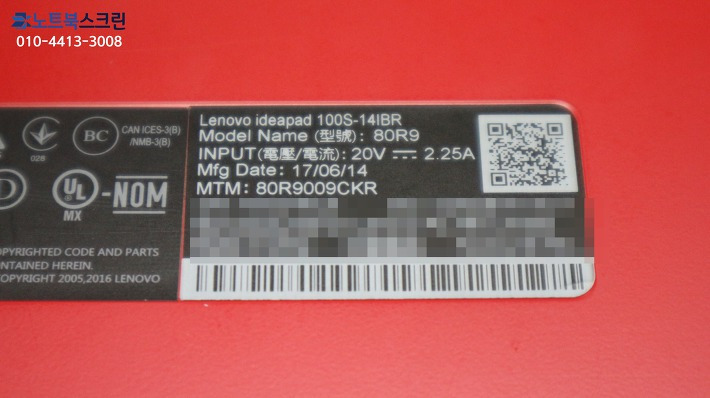 노트북스크린
010-4413-3008
Lenovo ideapad 100S-14IBR
Model Name (型號): 80R9
INPUT(電壓/電流): 20V 2.25A
Mfg Date: 17/06/14
MTM: 80R9009CKR
028
BC
CAN ICES-3(B)
/NMB-3(B)
D
UL
MX
-NOM
OPYRIGHTED CODE AND PARTS
ONTAINED HEREIN.
OPYRIGHT 2005,2016 LENOVO